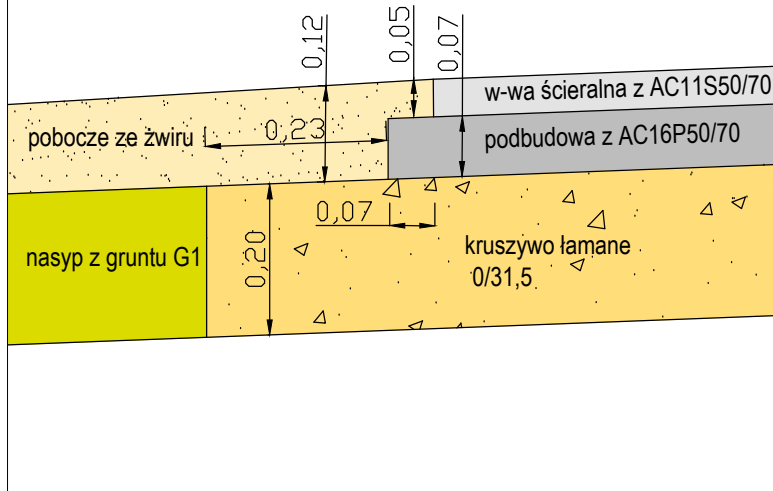 0,12
0,05
0,07
w-wa ścieralna z AC11S50/70
pobocze ze żwiru
0,23
podbudowa z AC16P50/70
0,07
nasyp z gruntu G1
0,20
kruszywo łamane
0/31,5